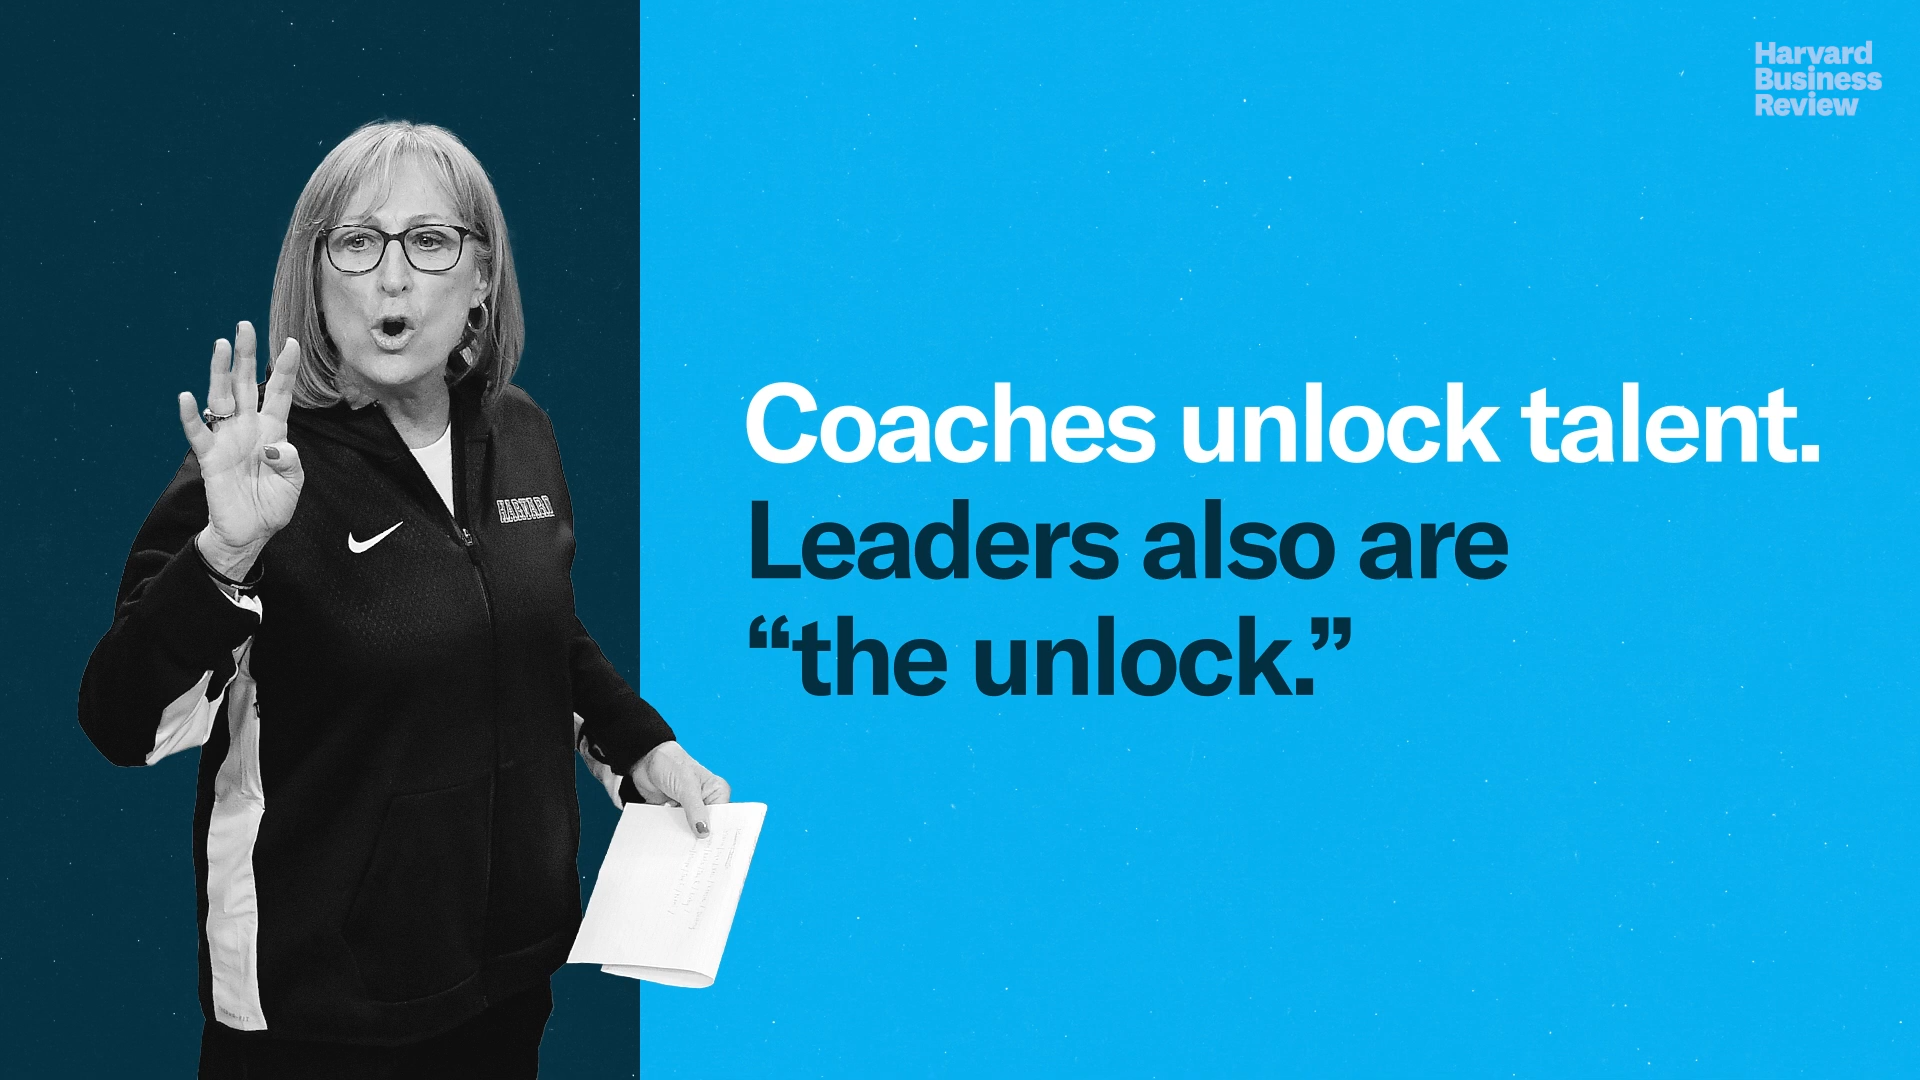 Harvard
Business
Review
Coaches unlock talent.
Leaders also are
“the unlock.”
HARVARD